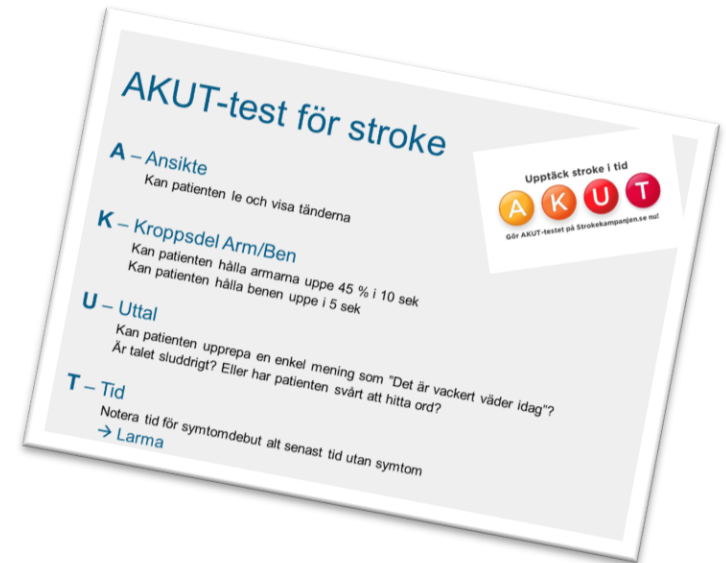 AKUT-test för stroke
A – Ansikte
Kan patienten le och visa tänderna
K – Kroppsdel Arm/Ben
Kan patienten hålla armarna uppe 45 % i 10 sek
Kan patienten hålla benen uppe i 5 sek
U – Uttal
Kan patienten upprepa en enkel mening som ”Det är vackert väder idag”?
Är talet sluddrigt? Eller har patienten svårt att hitta ord?
T – Tid
Notera tid för symtomdebut alt senast tid utan symtom
→ Larma
Upptäck stroke i tid
A K U T
Gör AKUT-testet på Strokekampanjen.se nu!